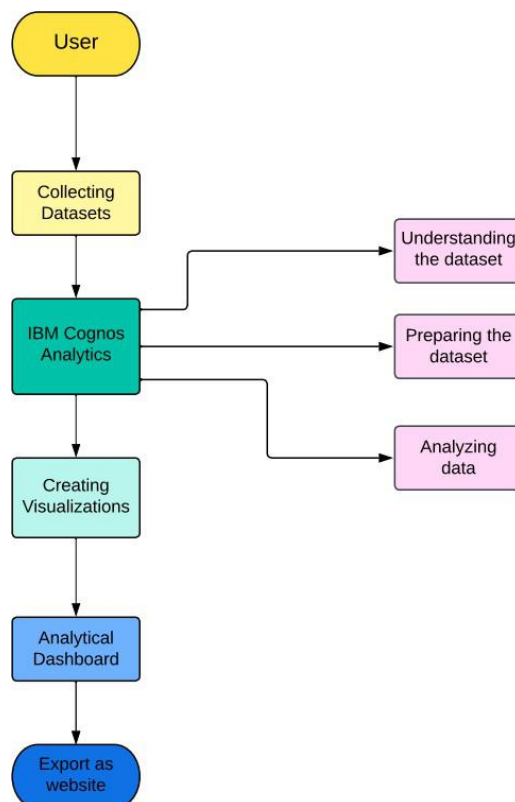 User
Collecting
Datasets
Understanding
the dataset
IBM Cognos
Analytics
Preparing the
dataset
Analyzing
data
Creating
Visualizations
Analytical
Dashboard
Export as
website